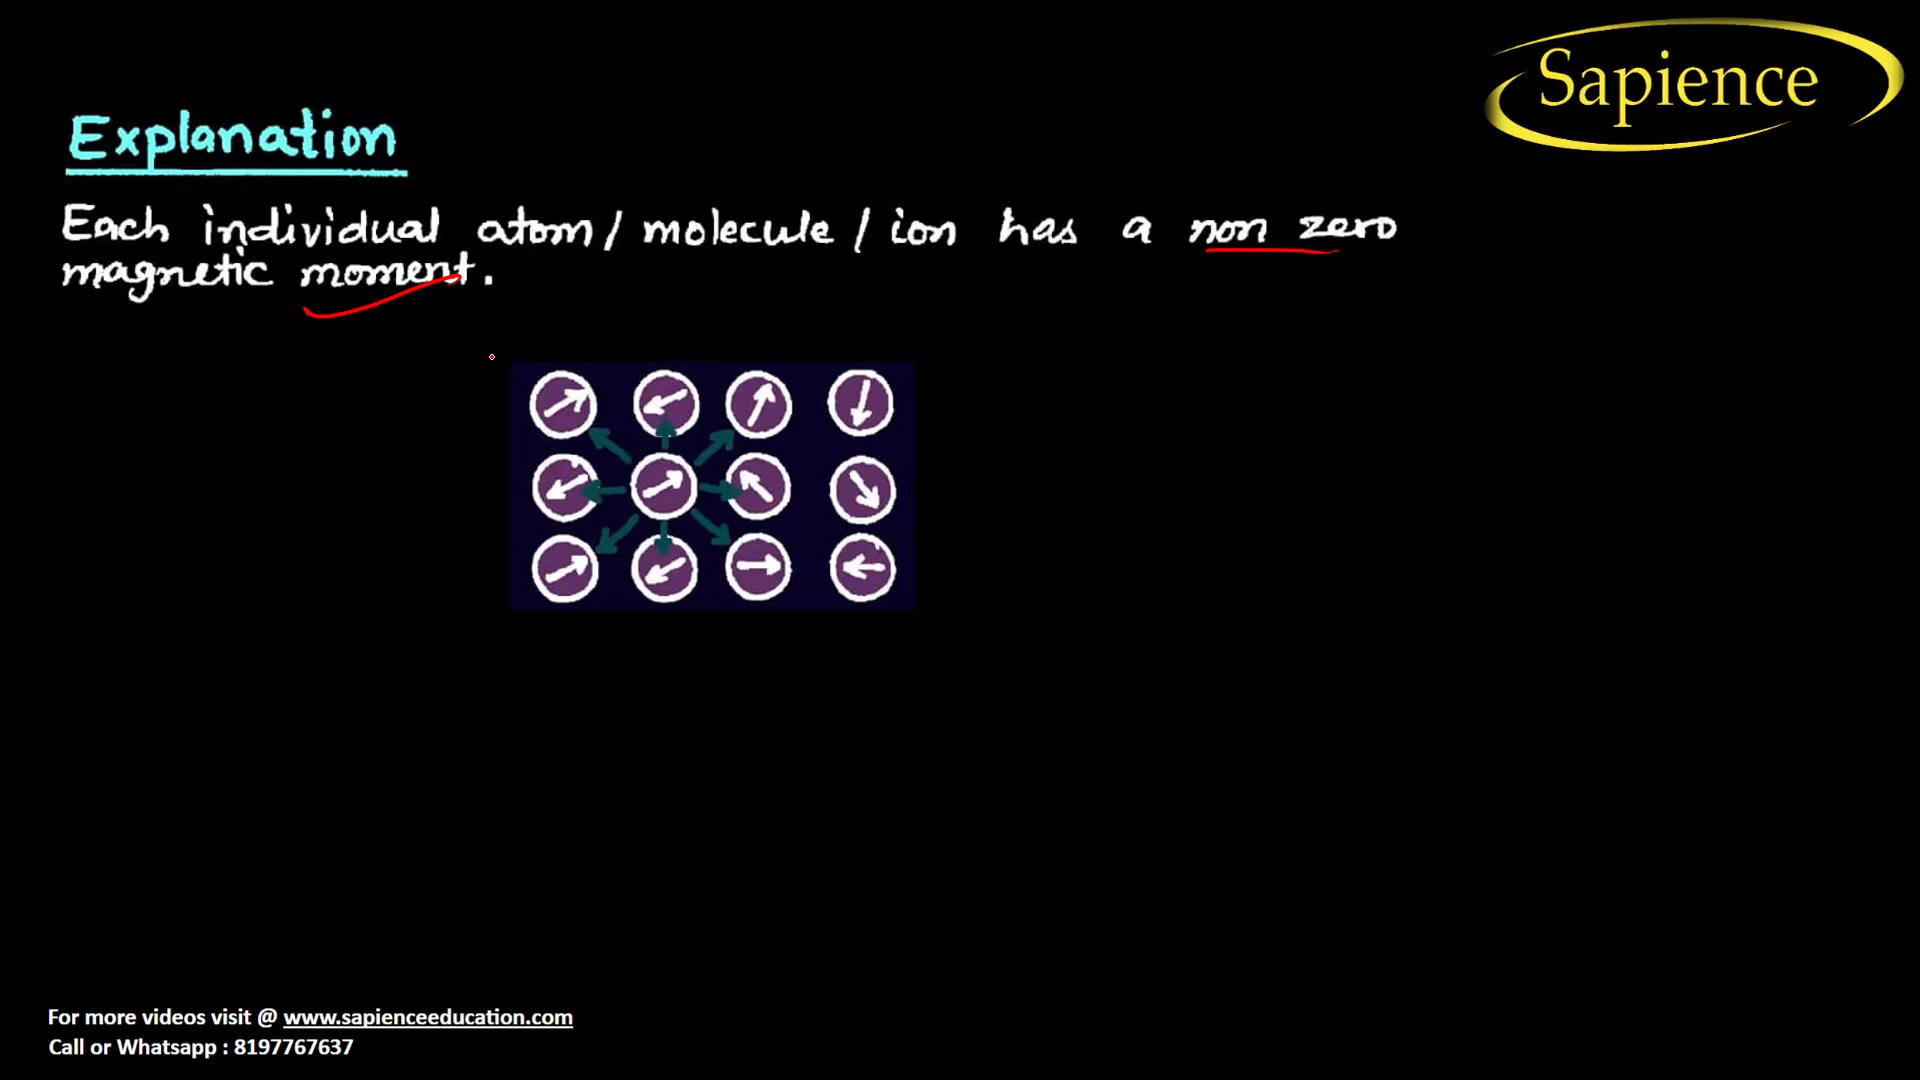 Sapience
Explanation
Each individual atom/ molecule / ion has a non zero
magnetic moment.
For more videos visit @ www.sapienceeducation.com
Call or Whatsapp : 8197767637